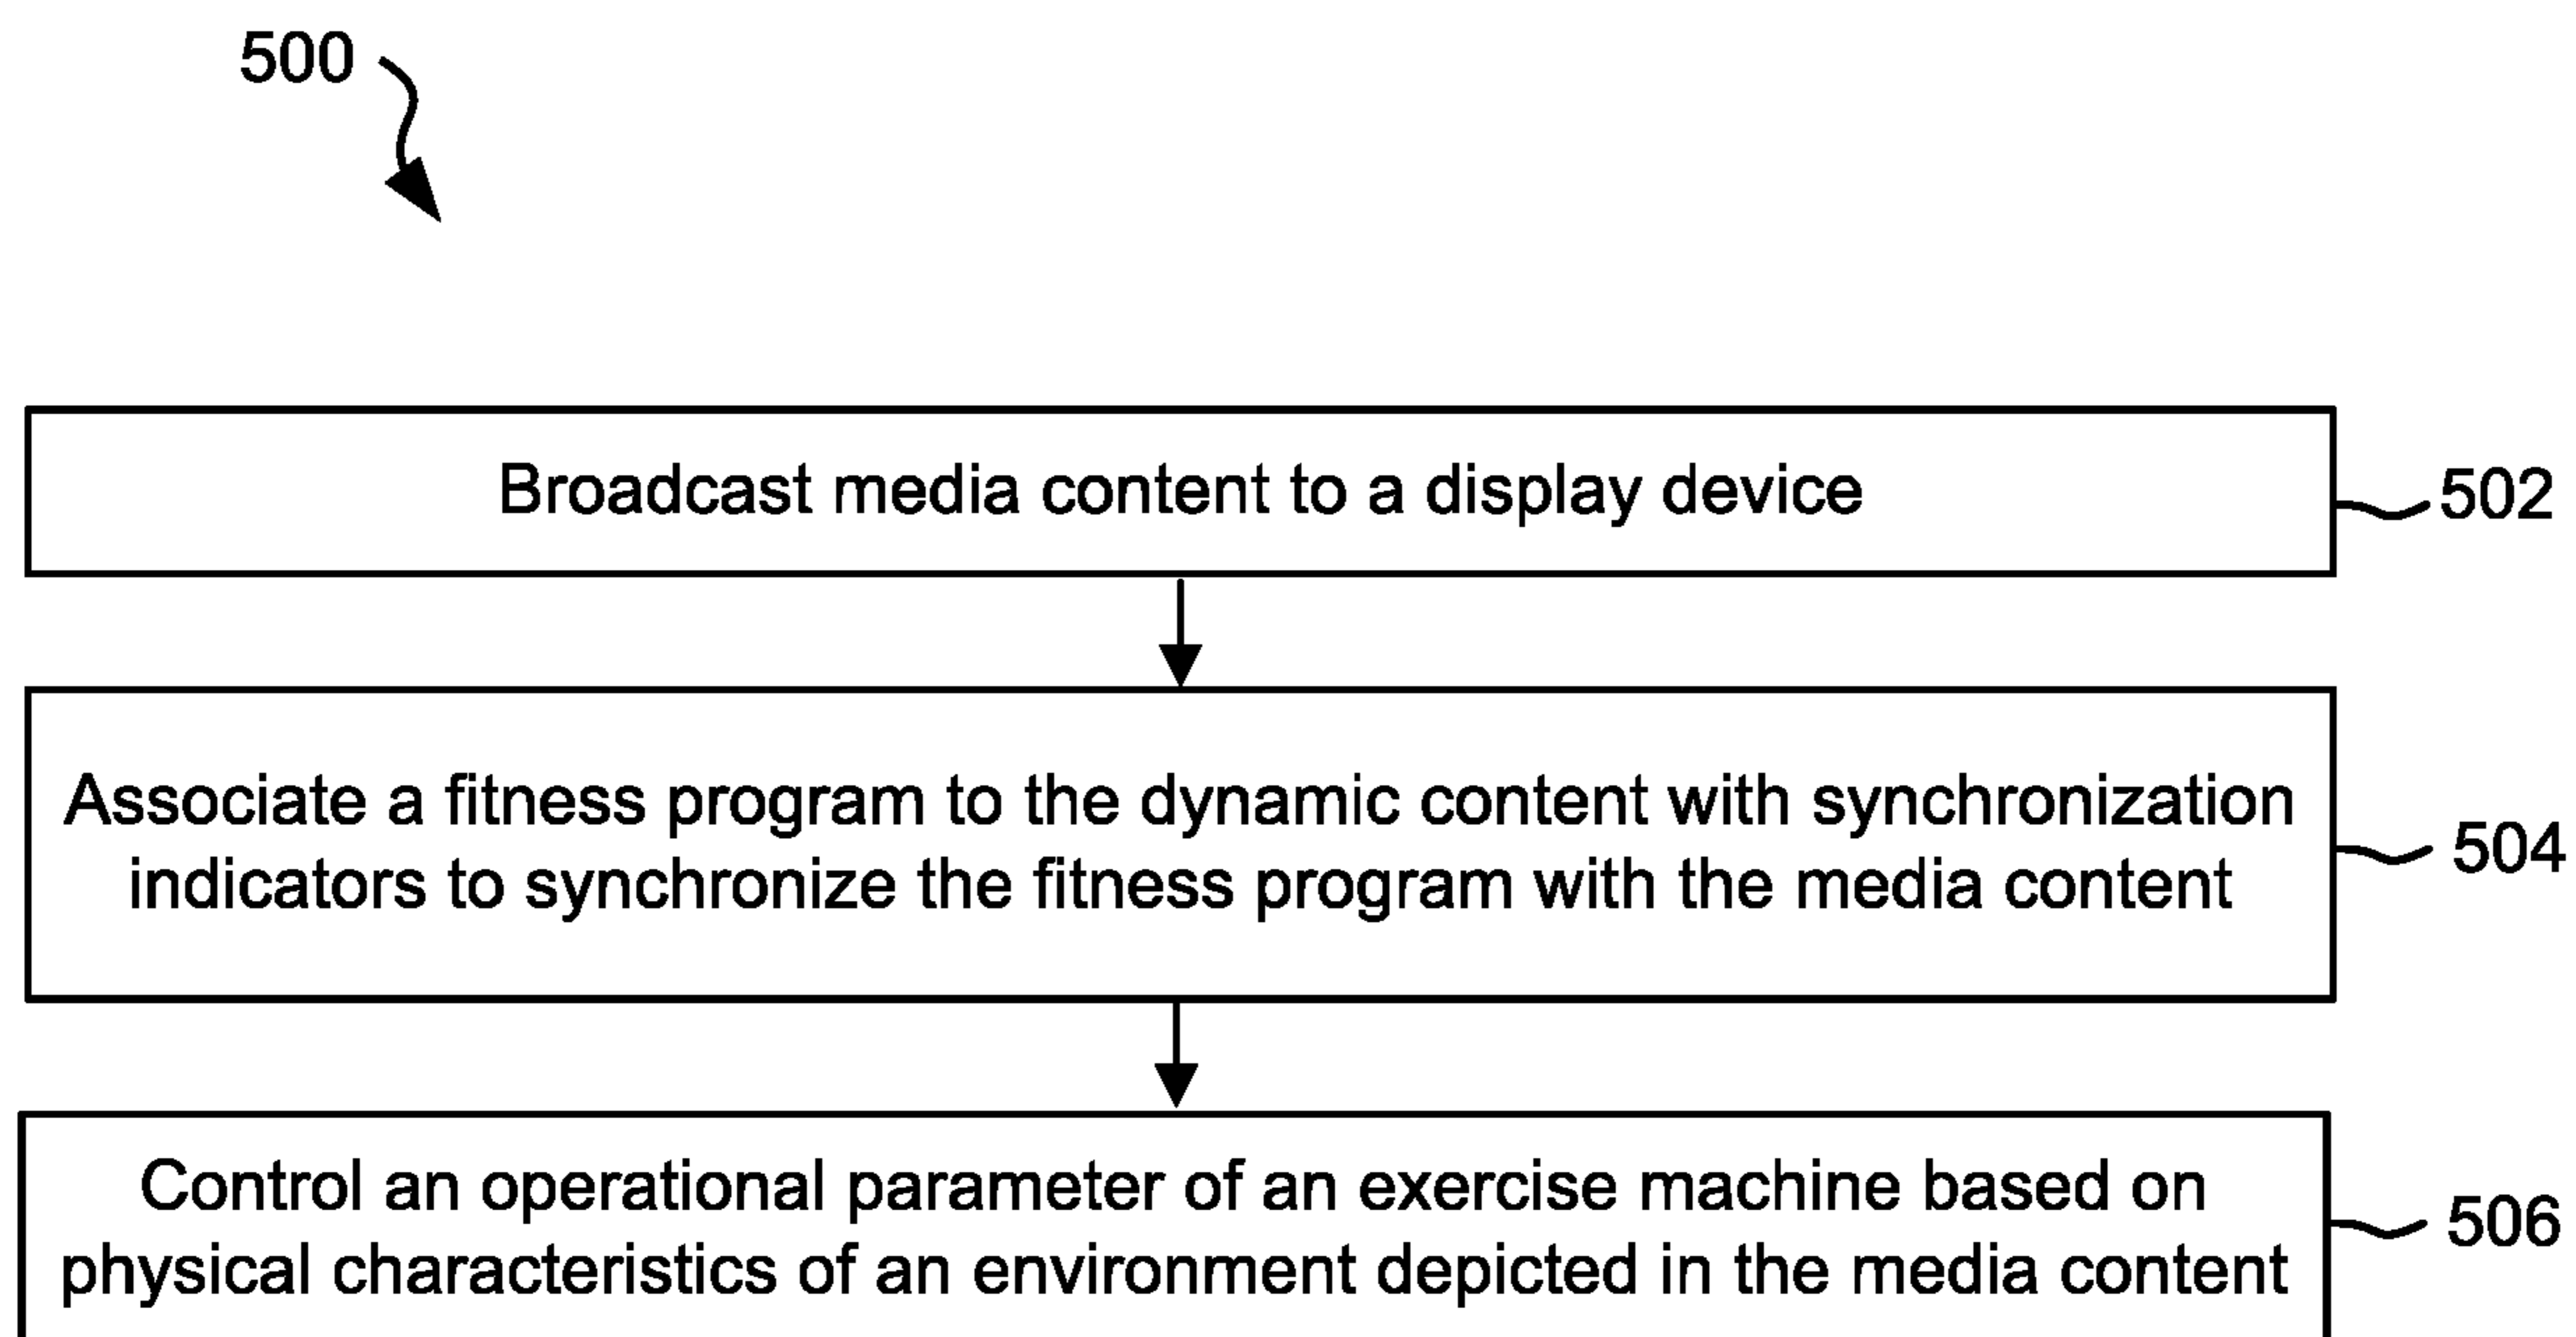 500
Broadcast media content to a display device
502
Associate a fitness program to the dynamic content with synchronization
indicators to synchronize the fitness program with the media content
504
Control an operational parameter of an exercise machine based on
physical characteristics of an environment depicted in the media content
506